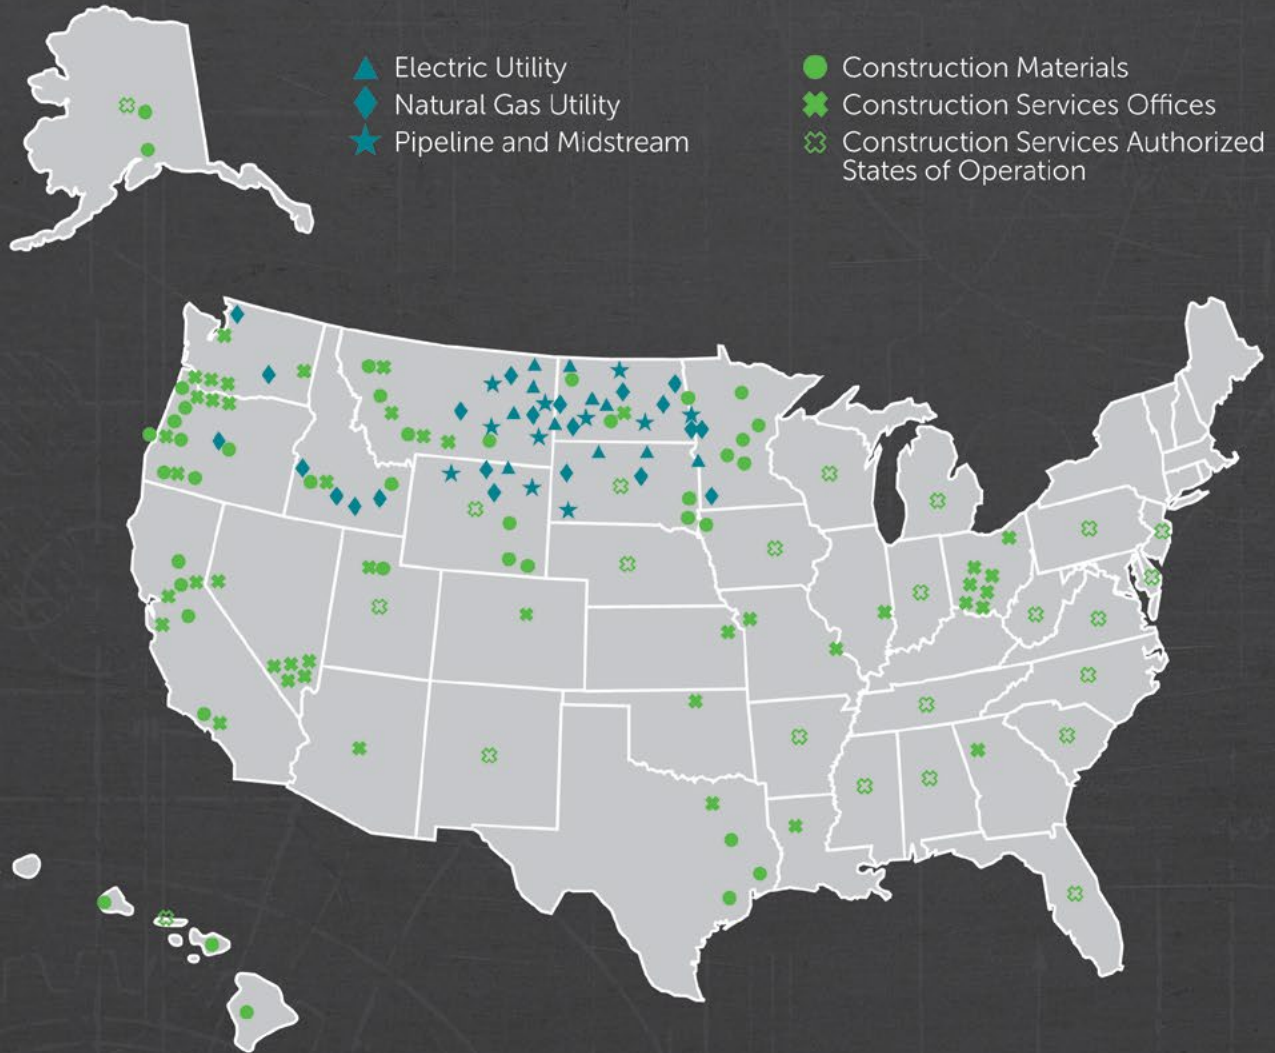 Electric Utility
Natural Gas Utility
Pipeline and Midstream
Construction Materials
Construction Services Offices
Construction Services Authorized
States of Operation